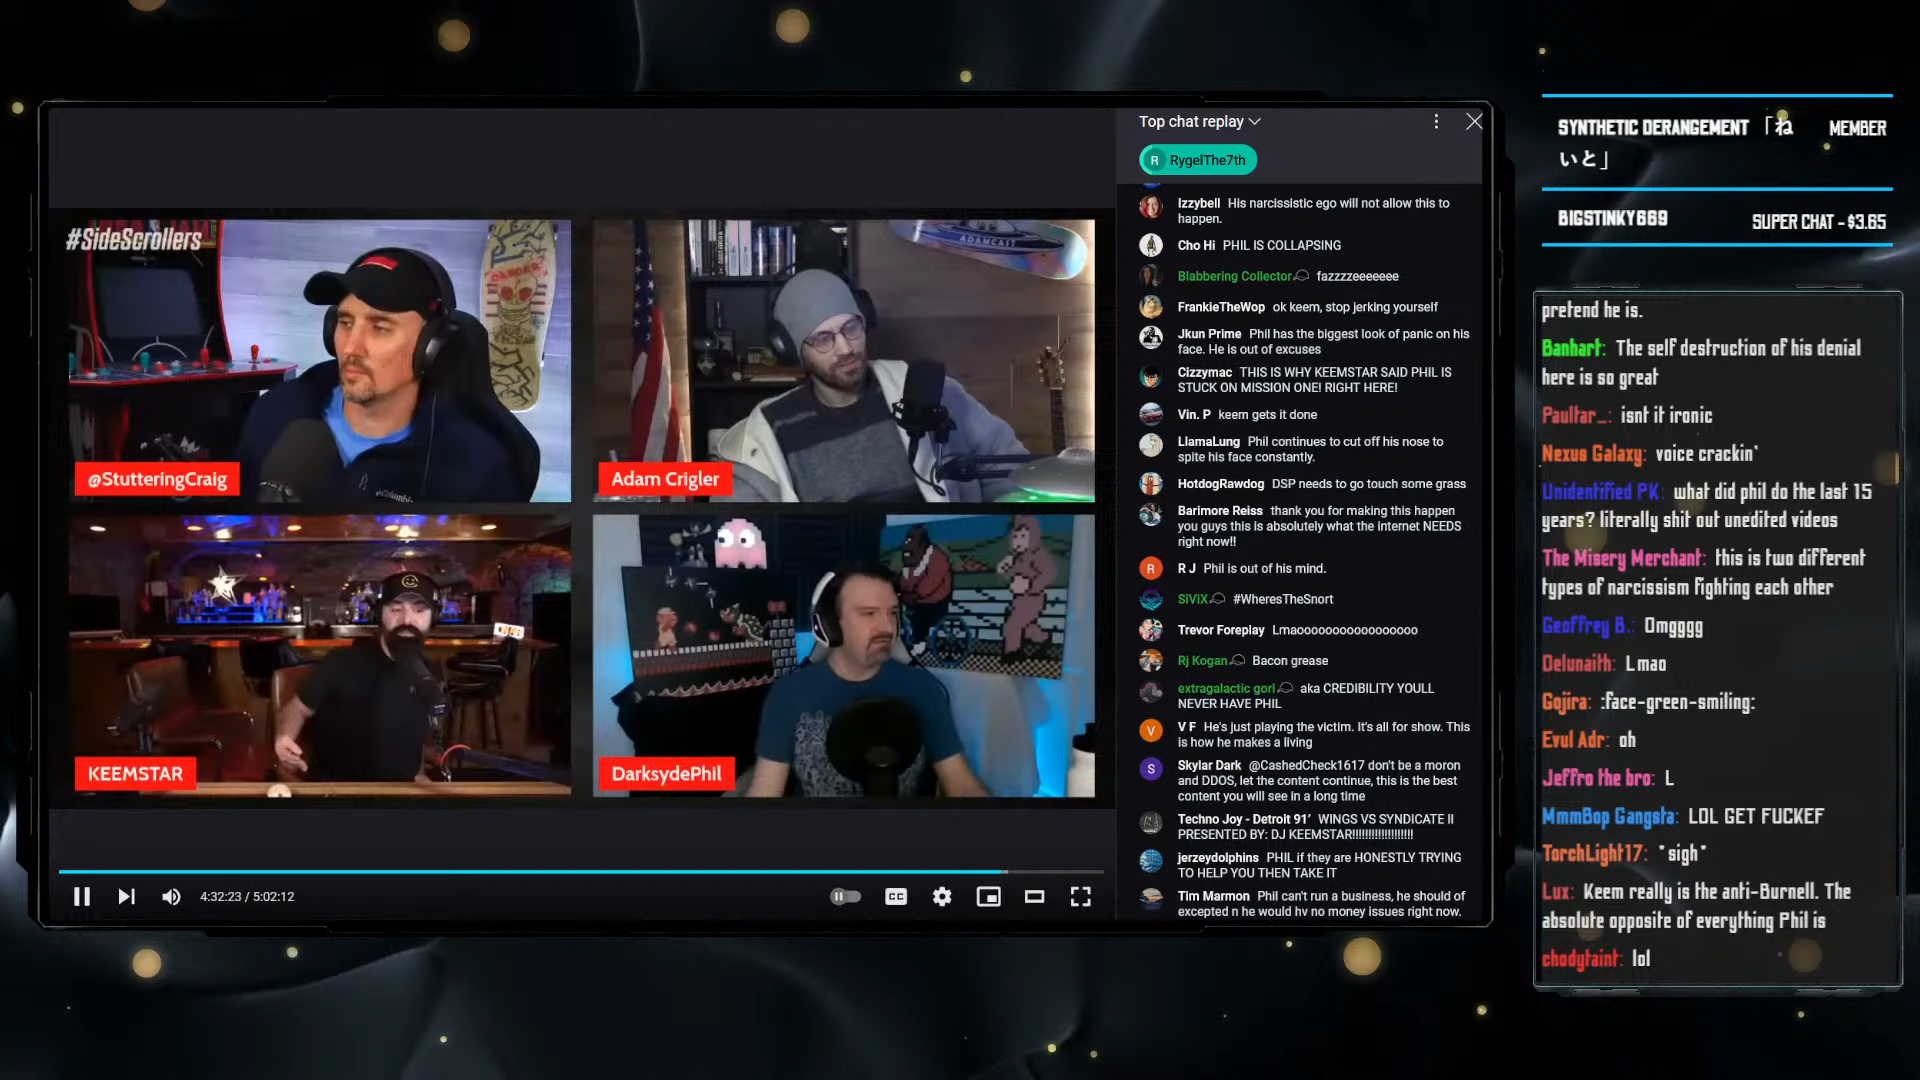 #SideScrollers
@StutteringCraig
ADAMCAST
Adam Crigler
KEEMSTAR
DarksydePhil
4:32:23 / 5:02:12
CC
Top chat replay
R RygelThe7th
Izzybell His narcissistic ego will not allow this to
happen.
Cho Hi PHIL IS COLLAPSING
Blabbering Collector fazzzzeeeeeee
FrankieTheWop ok keem, stop jerking yourself
Jkun Prime Phil has the biggest look of panic on his
face. He is out of excuses
Cizzymac THIS IS WHY KEEMSTAR SAID PHIL IS
STUCK ON MISSION ONE! RIGHT HERE!
Vin. P keem gets it done
LlamaLung Phil continues to cut off his nose to
spite his face constantly.
HotdogRawdog DSP needs to go touch some grass
Barimore Reiss thank you for making this happen
you guys this is absolutely what the internet NEEDS
right now!!
R R J Phil is out of his mind.
SiViX #WheresTheSnort
Trevor Foreplay Lmaooooooooooooooooo
Rj Kogan Bacon grease
extragalactic gorl aka CREDIBILITY YOULL
NEVER HAVE PHIL
V V F He's just playing the victim. It's all for show. This
is how he makes a living
S Skylar Dark @CashedCheck1617 don't be a moron
and DDOS, let the content continue, this is the best
content you will see in a long time
Techno Joy - Detroit 91' WINGS VS SYNDICATE II
PRESENTED BY: DJ KEEMSTAR!!!!!!!!!!!!!!!!!!!
jerzeydolphins PHIL if they are HONESTLY TRYING
TO HELP YOU THEN TAKE IT
Tim Marmon Phil can't run a business, he should of
excepted n he would hv no money issues right now.
SYNTHETIC DERANGEMENT 「ね MEMBER
いと」
BIGSTINKY669 SUPER CHAT - $3.65
pretend he is.
Banhart: The self destruction of his denial
here is so great
Paultar_: isnt it ironic
Nexus Galaxy: voice crackin'
Unidentified PK: what did phil do the last 15
years? literally shit out unedited videos
The Misery Merchant: this is two different
types of narcissism fighting each other
Geoffrey B.: Omgggg
Delunaith: Lmao
Gojira: :face-green-smiling:
Evul Adr: oh
Jeffro the bro: L
MmmBop Gangsta: LOL GET FUCKEF
TorchLight17: *sigh*
Lux: Keem really is the anti-Burnell. The
absolute opposite of everything Phil is
chodytaint: lol